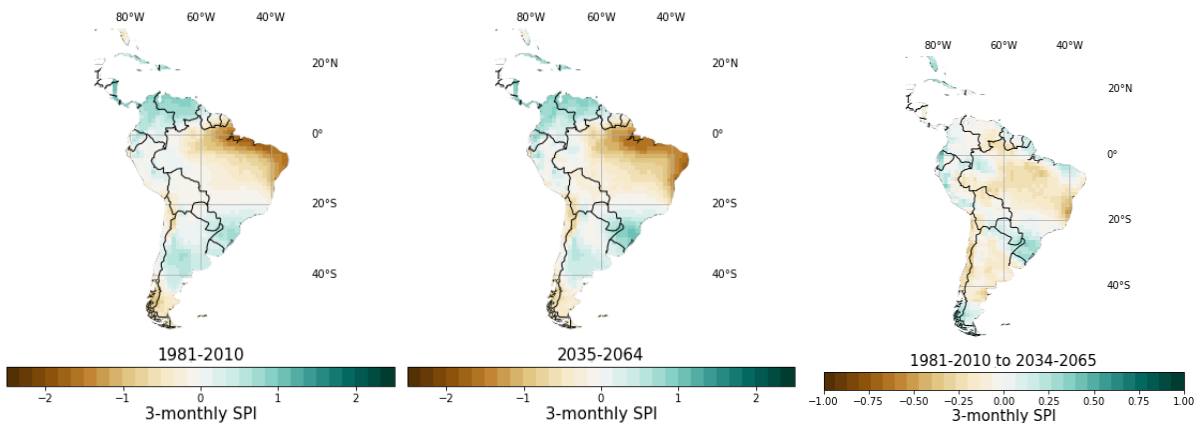 80°W 60°W 40°W
20°N
0°
20°S
40°S
1981-2010
−2 −1 0 1 2
3-monthly SPI
80°W 60°W 40°W
20°N
0°
20°S
40°S
2035-2064
−2 −1 0 1 2
3-monthly SPI
80°W 60°W 40°W
20°N
0°
20°S
40°S
1981-2010 to 2034-2065
−1.00 −0.75 −0.50 −0.25 0.00 0.25 0.50 0.75 1.00
3-monthly SPI